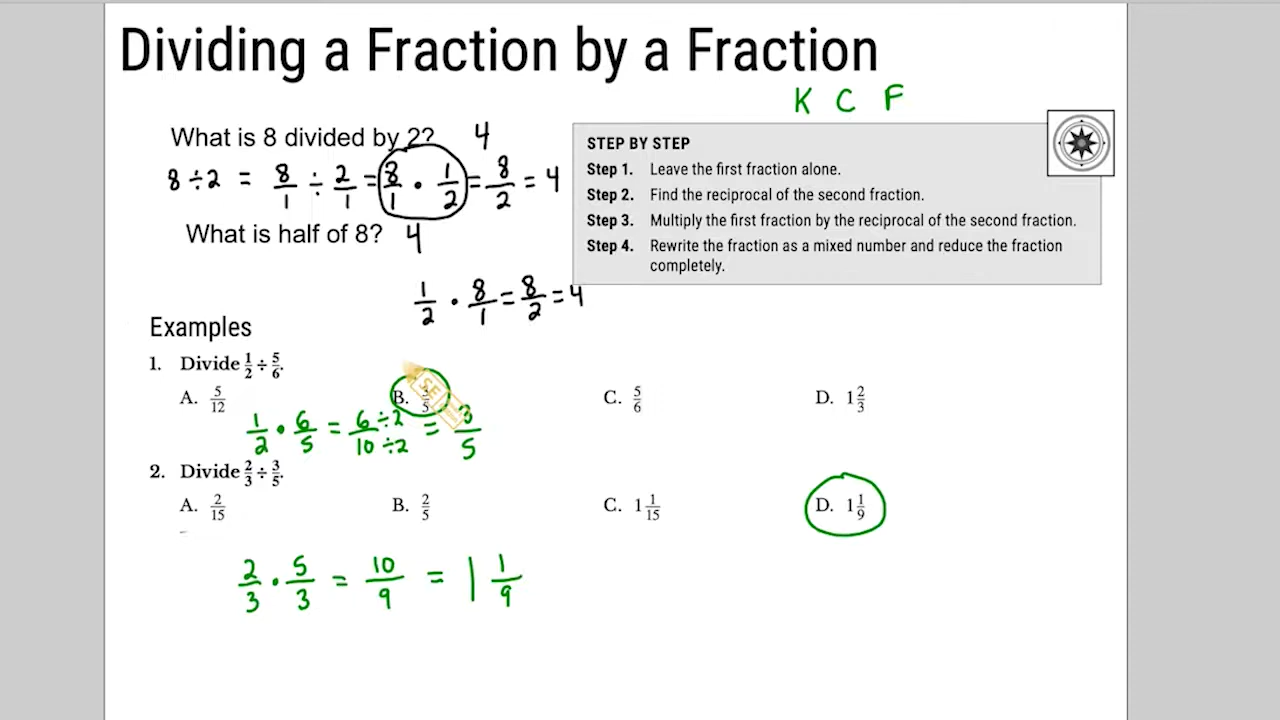 Dividing a Fraction by a Fraction
K C F
What is 8 divided by 2? 4
8 ÷ 2 = 8/1 ÷ 2/1 = 8/1 · 1/2 = 8/2 = 4
What is half of 8? 4
1/2 · 8/1 = 8/2 = 4
STEP BY STEP
Step 1. Leave the first fraction alone.
Step 2. Find the reciprocal of the second fraction.
Step 3. Multiply the first fraction by the reciprocal of the second fraction.
Step 4. Rewrite the fraction as a mixed number and reduce the fraction
completely.
Examples
1. Divide 1/2 ÷ 5/6.
A. 5/12 B. 3/5 C. 5/6 D. 1 2/3
1/2 · 6/5 = 6 ÷2/10 ÷2 = 3/5
2. Divide 2/3 ÷ 3/5.
A. 2/15 B. 2/5 C. 1 1/15 D. 1 1/9
2/3 · 5/3 = 10/9 = 1 1/9